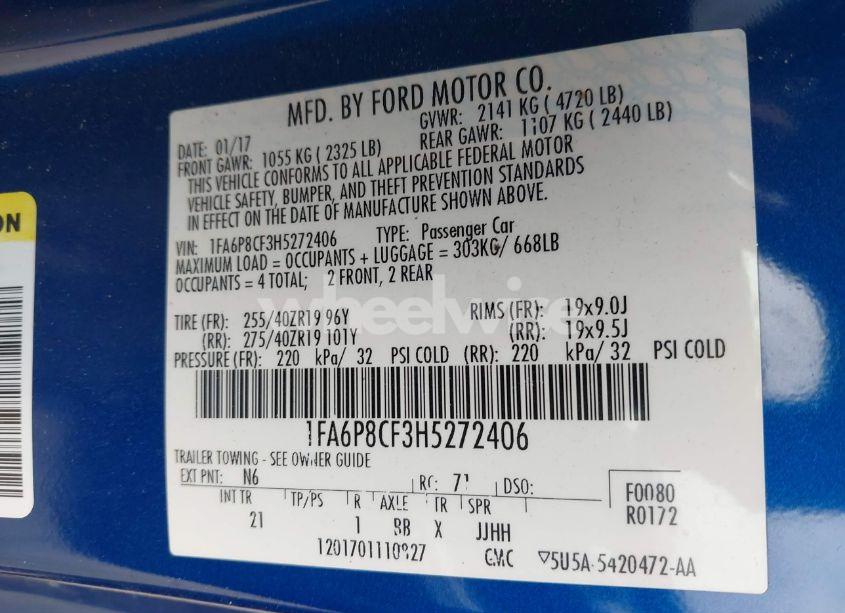 MFD. BY FORD MOTOR CO.
DATE: 01/17 GVWR: 2141 KG ( 4720 LB)
FRONT GAWR: 1055 KG ( 2325 LB) REAR GAWR: 1107 KG ( 2440 LB)
THIS VEHICLE CONFORMS TO ALL APPLICABLE FEDERAL MOTOR
VEHICLE SAFETY, BUMPER, AND THEFT PREVENTION STANDARDS
IN EFFECT ON THE DATE OF MANUFACTURE SHOWN ABOVE.
VIN: 1FA6P8CF3H5272406 TYPE: Passenger Car
MAXIMUM LOAD = OCCUPANTS + LUGGAGE = 303KG/ 668LB
OCCUPANTS = 4 TOTAL; 2 FRONT, 2 REAR
wheelwise
TIRE (FR): 255/40ZR19 96Y RIMS (FR): 19x9.0J
(RR): 275/40ZR19 101Y (RR): 19x9.5J
PRESSURE (FR): 220 kPa/ 32 PSI COLD (RR): 220 kPa/ 32 PSI COLD
1FA6P8CF3H5272406
TRAILER TOWING - SEE OWNER GUIDE
EXT PNT: N6 RC: 71 DSO:
INT TR TP/PS R AXLE TR SPR
21 1 BB X JJHH
F0080
R0172
1201701110827 CMC ▽5U5A-5420472-AA
ON